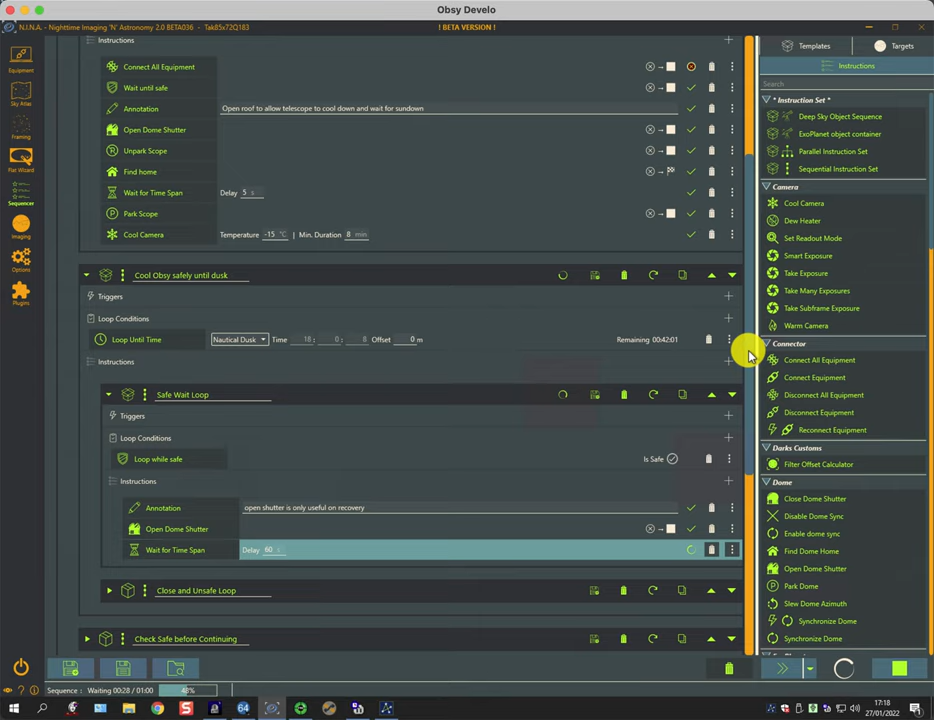 Obsy Develo
N.I.N.A. - Nighttime Imaging 'N' Astronomy 2.0 BETA036 - Tak85x72Q183
! BETA VERSION !
Equipment
Sky Atlas
Framing
Flat Wizard
Sequencer
Imaging
Options
Plugins
Instructions
Connect All Equipment
Wait until safe
Annotation Open roof to allow telescope to cool down and wait for sundown
Open Dome Shutter
Unpark Scope
Find home
Wait for Time Span Delay 5 s
Park Scope
Cool Camera Temperature -15 °C | Min. Duration 8 min
Cool Obsy safely until dusk
Triggers
Loop Conditions
Loop Until Time Nautical Dusk Time 18 : 0 : 8 Offset 0 m Remaining 00:42:01
Instructions
Safe Wait Loop
Triggers
Loop Conditions
Loop while safe Is Safe
Instructions
Annotation open shutter is only useful on recovery
Open Dome Shutter
Wait for Time Span Delay 60 s
Close and Unsafe Loop
Check Safe before Continuing
Templates Targets
Instructions
Search
* Instruction Set *
Deep Sky Object Sequence
ExoPlanet object container
Parallel Instruction Set
Sequential Instruction Set
Camera
Cool Camera
Dew Heater
Set Readout Mode
Smart Exposure
Take Exposure
Take Many Exposures
Take Subframe Exposure
Warm Camera
Connector
Connect All Equipment
Connect Equipment
Disconnect All Equipment
Disconnect Equipment
Reconnect Equipment
Darks Customs
Filter Offset Calculator
Dome
Close Dome Shutter
Disable Dome Sync
Enable dome sync
Find Dome Home
Open Dome Shutter
Park Dome
Slew Dome Azimuth
Synchronize Dome
Synchronize Dome
Sequence : Waiting 00:28 / 01:00 48%
17:18
27/01/2022